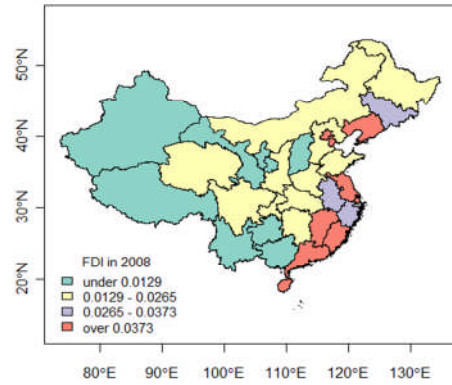 50°N
40°N
30°N
20°N
FDI in 2008
under 0.0129
0.0129 - 0.0265
0.0265 - 0.0373
over 0.0373
80°E 90°E 100°E 110°E 120°E 130°E